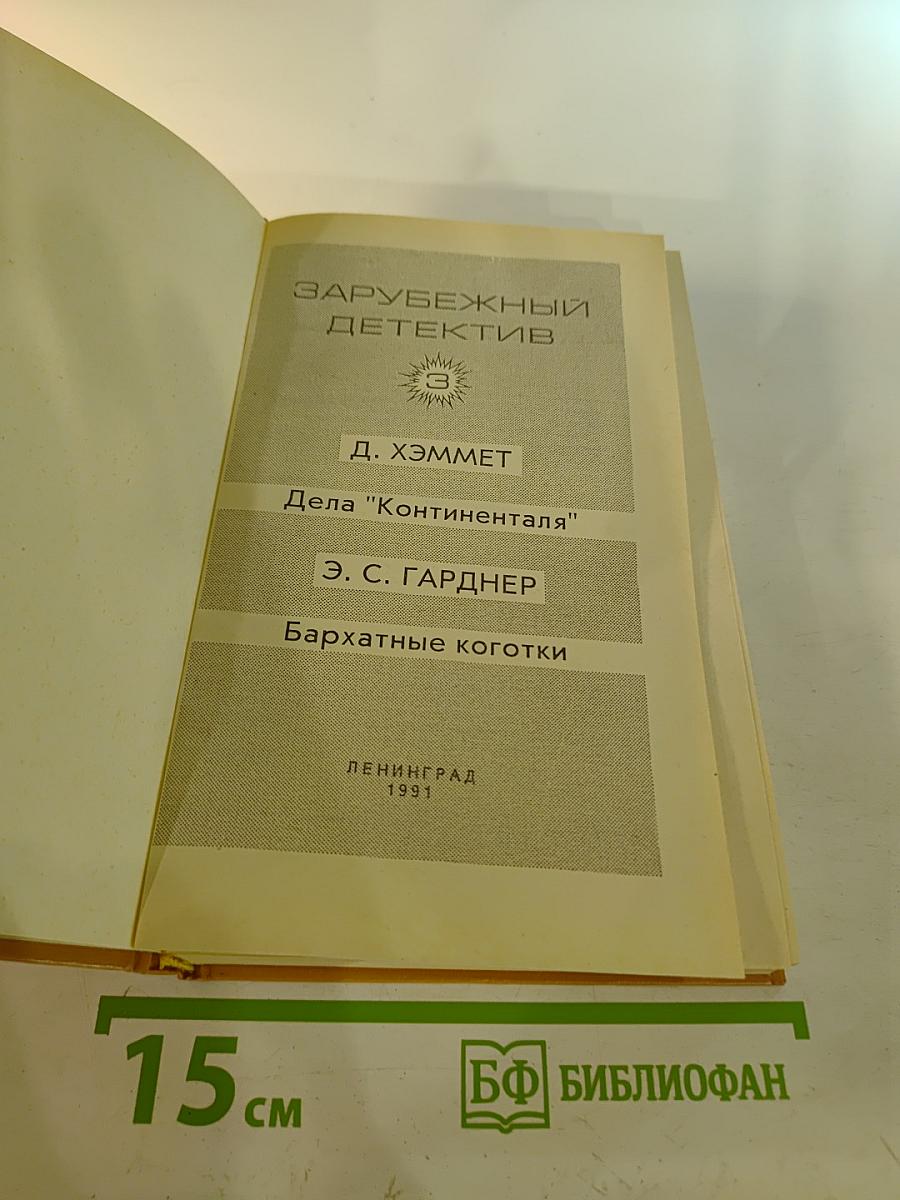 ЗАРУБЕЖНЫЙ
ДЕТЕКТИВ
3
Д. ХЭММЕТ
Дела "Континенталя"
Э. С. ГАРДНЕР
Бархатные коготки
ЛЕНИНГРАД
1991
15 см
БФ БИБЛИОФАН